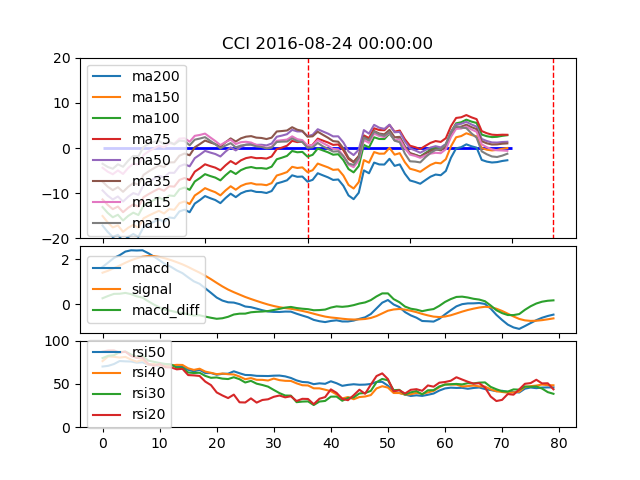 CCI 2016-08-24 00:00:00
20
10
0
−10
−20
ma200
ma150
ma100
ma75
ma50
ma35
ma15
ma10
2
0
macd
signal
macd_diff
100
50
0
rsi50
rsi40
rsi30
rsi20
0 10 20 30 40 50 60 70 80